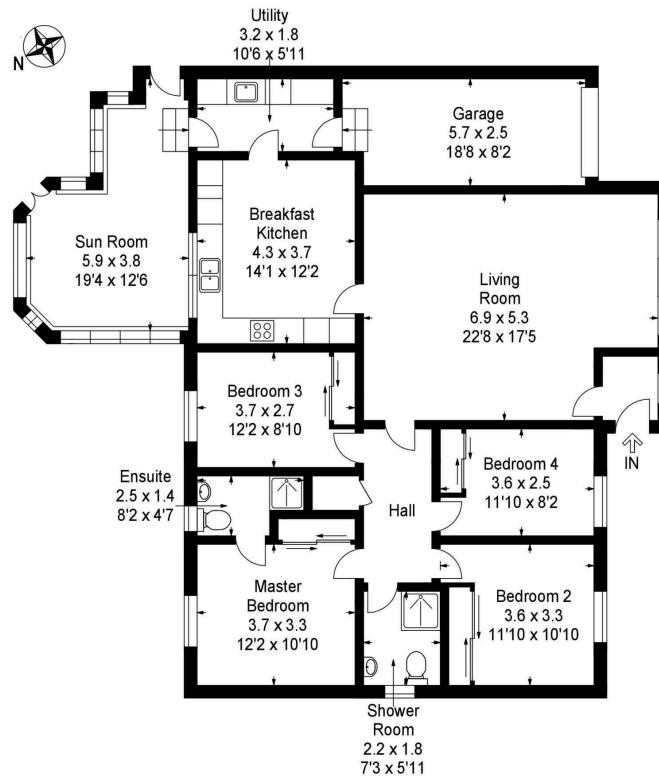 N
Utility
3.2 x 1.8
10'6 x 5'11
Garage
5.7 x 2.5
18'8 x 8'2
Sun Room
5.9 x 3.8
19'4 x 12'6
Breakfast
Kitchen
4.3 x 3.7
14'1 x 12'2
Living
Room
6.9 x 5.3
22'8 x 17'5
Bedroom 3
3.7 x 2.7
12'2 x 8'10
IN
Ensuite
2.5 x 1.4
8'2 x 4'7
Hall
Bedroom 4
3.6 x 2.5
11'10 x 8'2
Master
Bedroom
3.7 x 3.3
12'2 x 10'10
Bedroom 2
3.6 x 3.3
11'10 x 10'10
Shower
Room
2.2 x 1.8
7'3 x 5'11